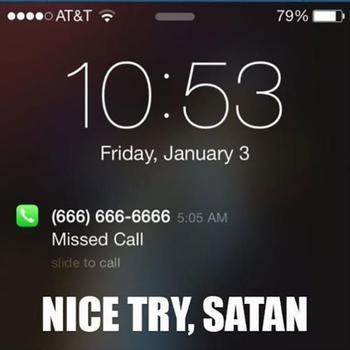 AT&T 79%
10:53
Friday, January 3
(666) 666-6666 5:05 AM
Missed Call
slide to call
NICE TRY, SATAN